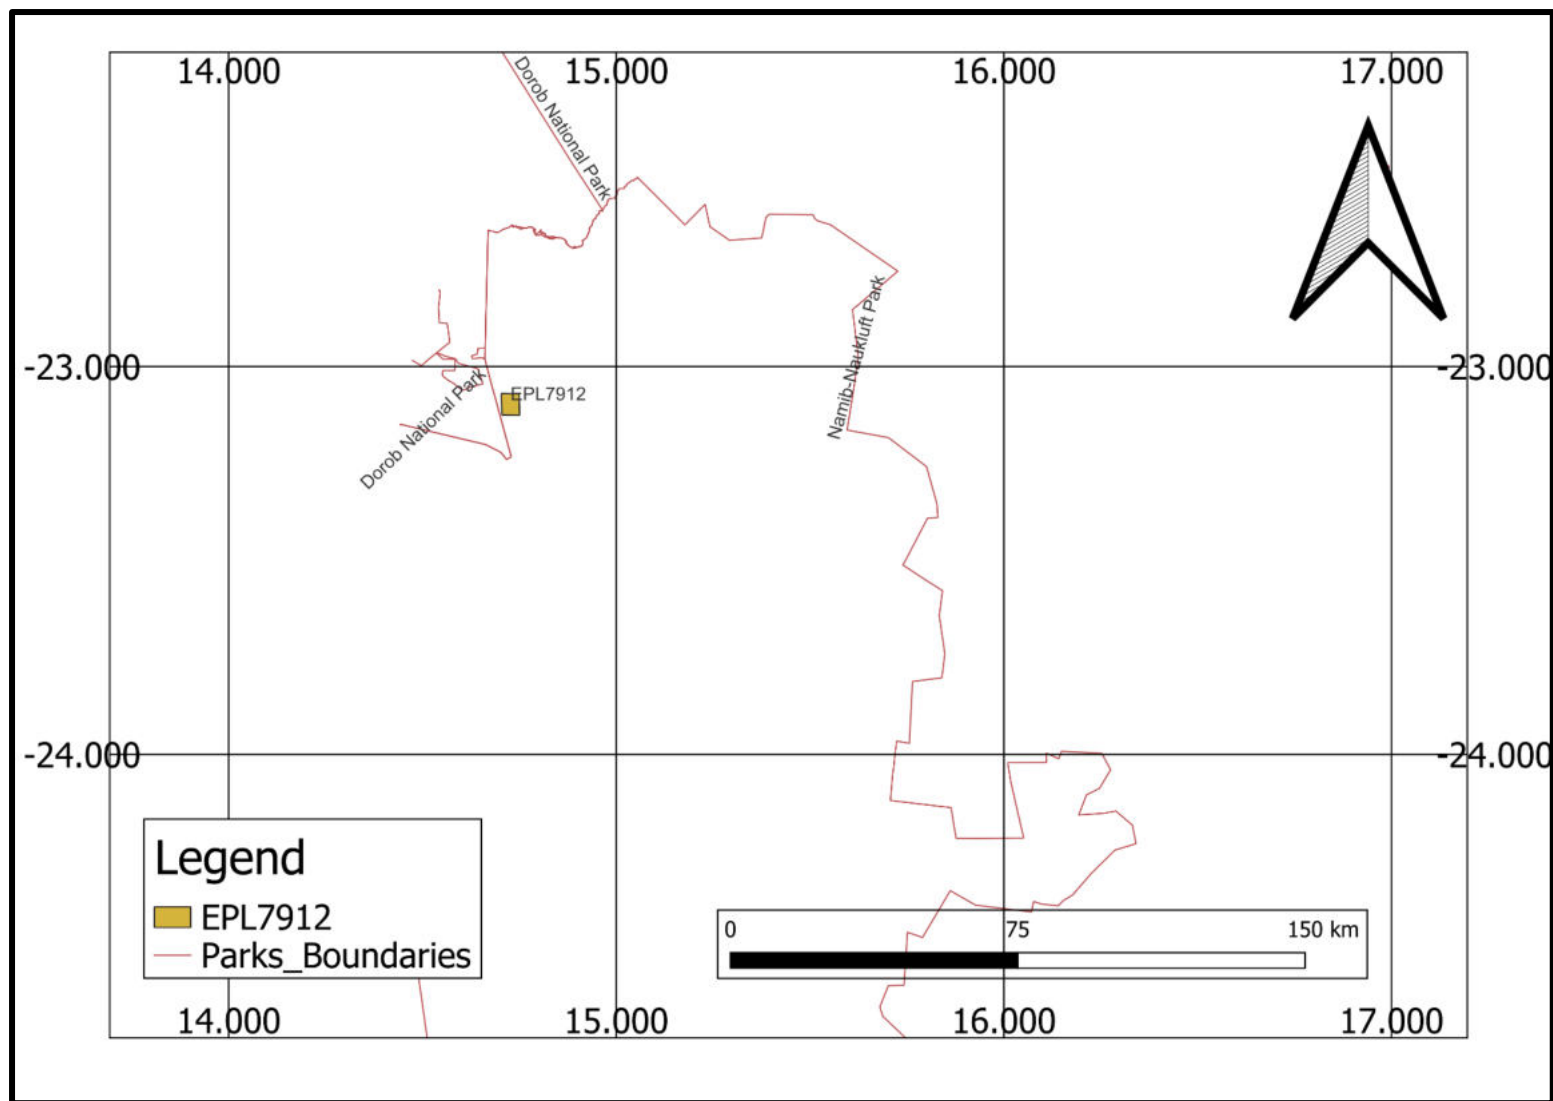 14.000 15.000 16.000 17.000
Dorob National Park
Namib-Naukluft Park
-23.000 -23.000
EPL7912
Dorob National Park
-24.000 -24.000
Legend
EPL7912
Parks_Boundaries
0 75 150 km
14.000 15.000 16.000 17.000